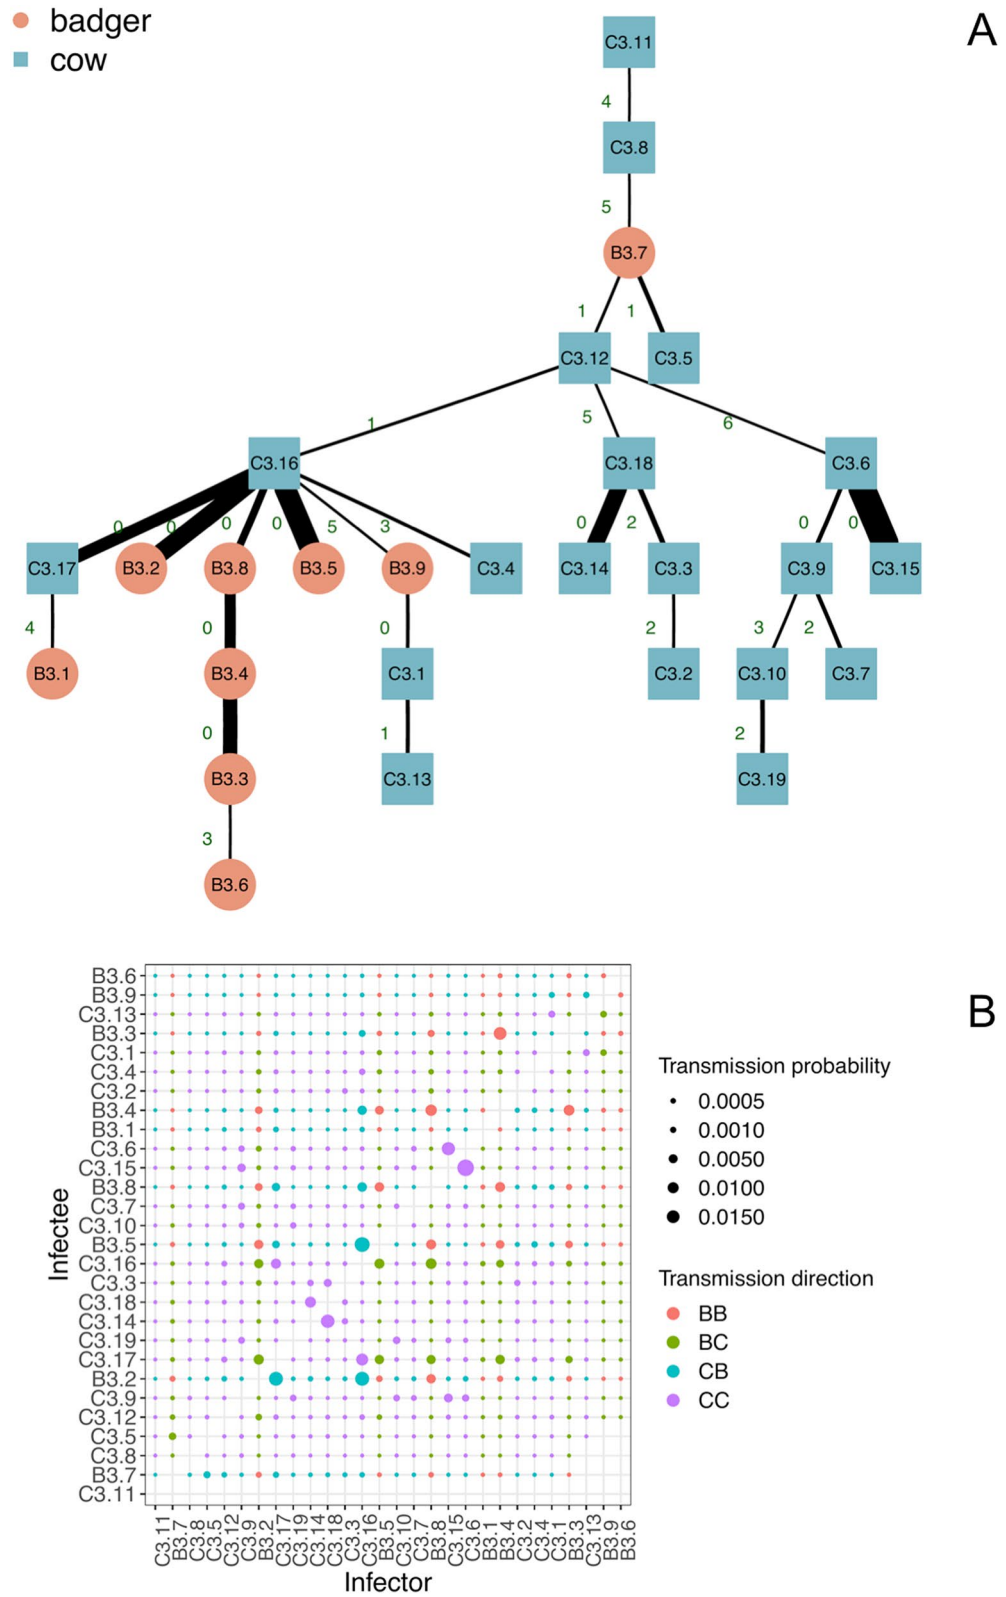 badger
cow
A
C3.11
4
C3.8
5
B3.7
1 1
C3.12 C3.5
1 5 6
C3.16 C3.18 C3.6
0 0 0 0 5 3 0 2 0 0
C3.17 B3.2 B3.8 B3.5 B3.9 C3.4 C3.14 C3.3 C3.9 C3.15
4 0 0 2 3 2
B3.1 B3.4 C3.1 C3.2 C3.10 C3.7
0 1 2
B3.3 C3.13 C3.19
3
B3.6
B
Infectee
B3.6
B3.9
C3.13
B3.3
C3.1
C3.4
C3.2
B3.4
B3.1
C3.6
C3.15
B3.8
C3.7
C3.10
B3.5
C3.16
C3.3
C3.18
C3.14
C3.19
C3.17
B3.2
C3.9
C3.12
C3.5
C3.8
B3.7
C3.11
C3.11 B3.7 C3.8 C3.5 C3.12 C3.9 B3.2 C3.17 C3.19 C3.14 C3.18 C3.3 C3.16 B3.5 C3.10 C3.7 B3.8 C3.15 C3.6 B3.1 B3.4 C3.2 C3.4 C3.1 B3.3 C3.13 B3.9 B3.6
Infector
Transmission probability
0.0005
0.0010
0.0050
0.0100
0.0150
Transmission direction
BB
BC
CB
CC